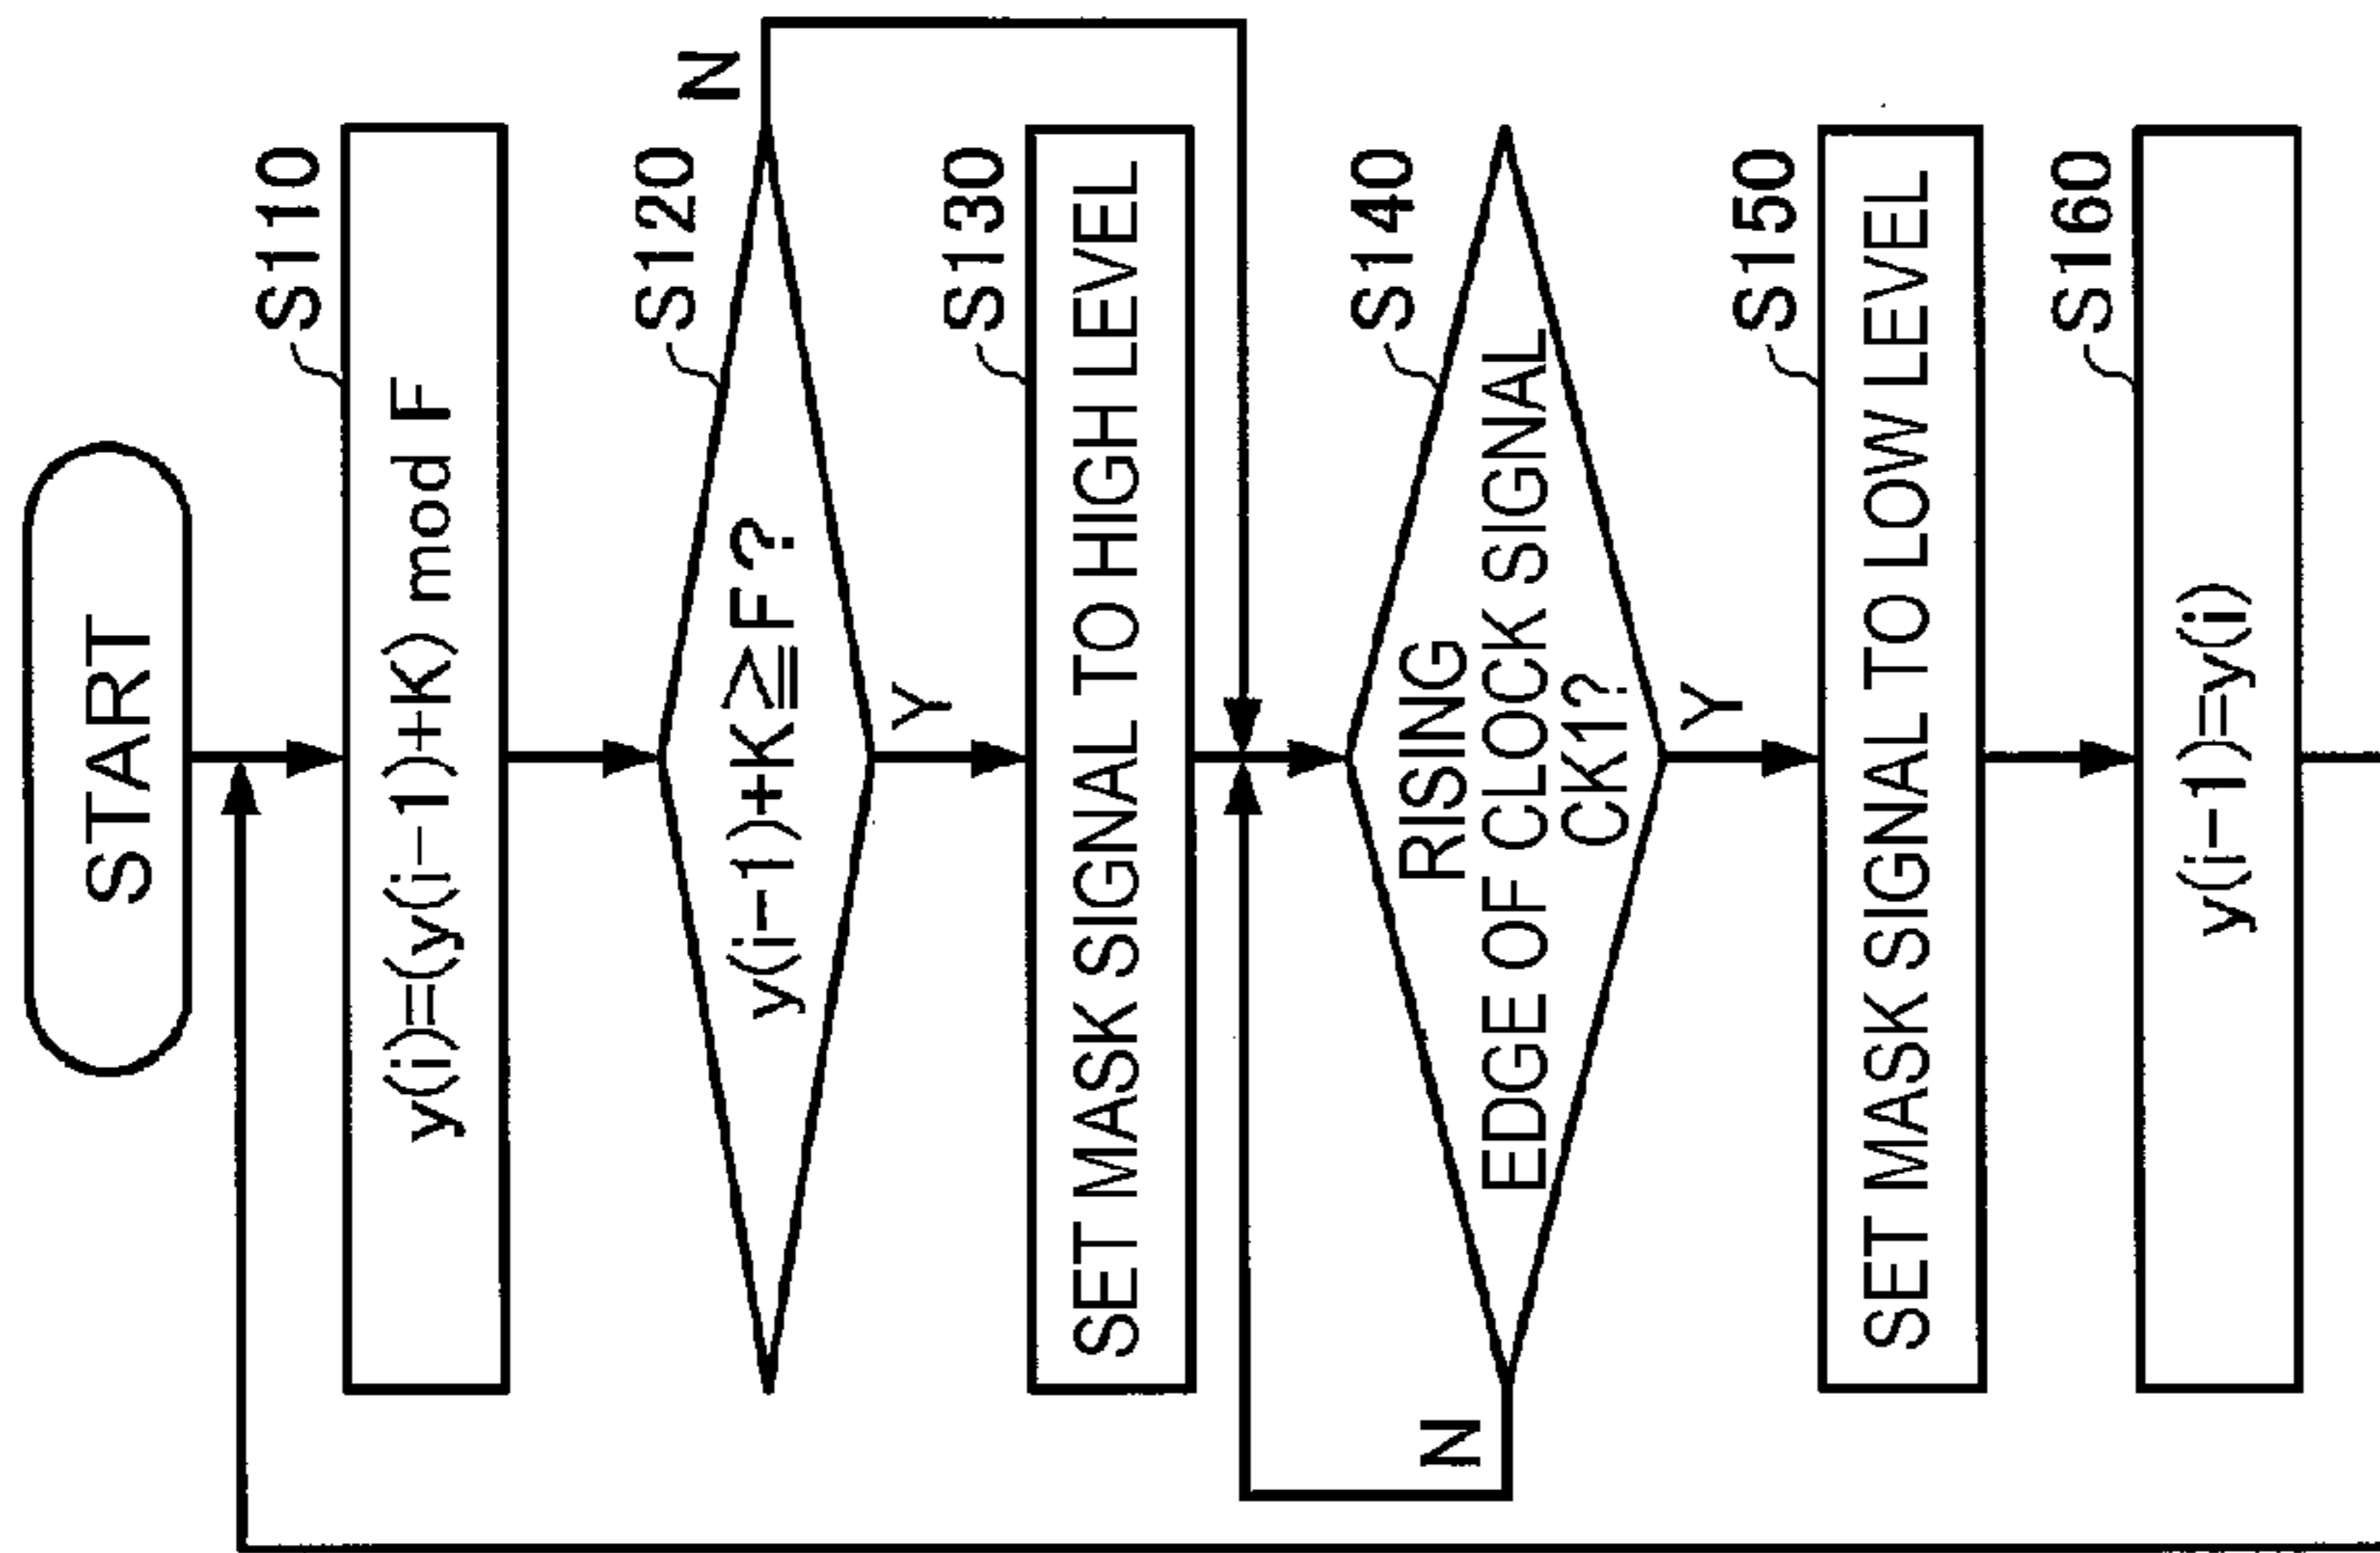 START
S110
y(i)=(y(i-1)+K) mod F
S120
y(i-1)+K≧F?
N
Y
S130
SET MASK SIGNAL TO HIGH LEVEL
S140
RISING
EDGE OF CLOCK SIGNAL
CK1?
N
Y
S150
SET MASK SIGNAL TO LOW LEVEL
S160
y(i-1)=y(i)